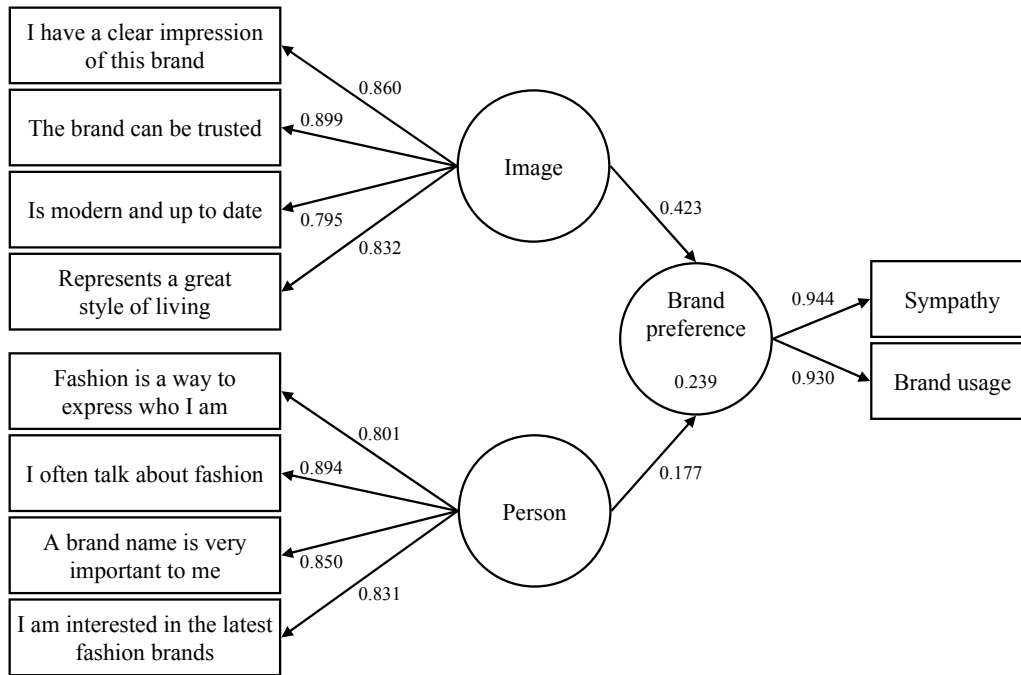 I have a clear impression
of this brand
0.860
The brand can be trusted
0.899
Image
Is modern and up to date
0.795
0.423
0.832
Represents a great
style of living
Brand
preference
0.239
0.944
Sympathy
0.930
Brand usage
Fashion is a way to
express who I am
0.801
I often talk about fashion
0.894
0.177
Person
A brand name is very
important to me
0.850
0.831
I am interested in the latest
fashion brands